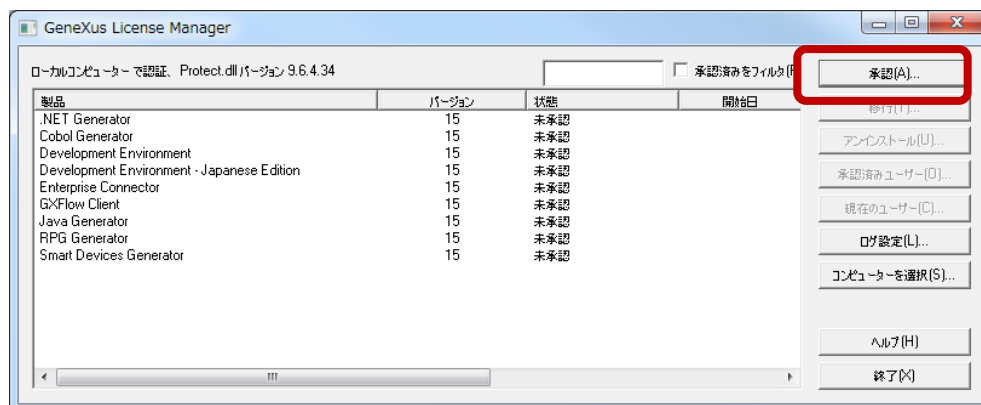 GeneXus License Manager
ローカルコンピューター で認証、 Protect.dll バージョン 9.6.4.34
承認済みをフィルタ(F
承認(A)...
製品 バージョン 状態 開始日
移行(T)...
.NET Generator 15 未承認
Cobol Generator 15 未承認
アンインストール(U)...
Development Environment 15 未承認
Development Environment - Japanese Edition 15 未承認
承認済みユーザー(O)...
Enterprise Connector 15 未承認
GXFlow Client 15 未承認
現在のユーザー(C)...
Java Generator 15 未承認
RPG Generator 15 未承認
ログ設定(L)...
Smart Devices Generator 15 未承認
コンピューターを選択(S)...
ヘルプ(H)
終了(X)